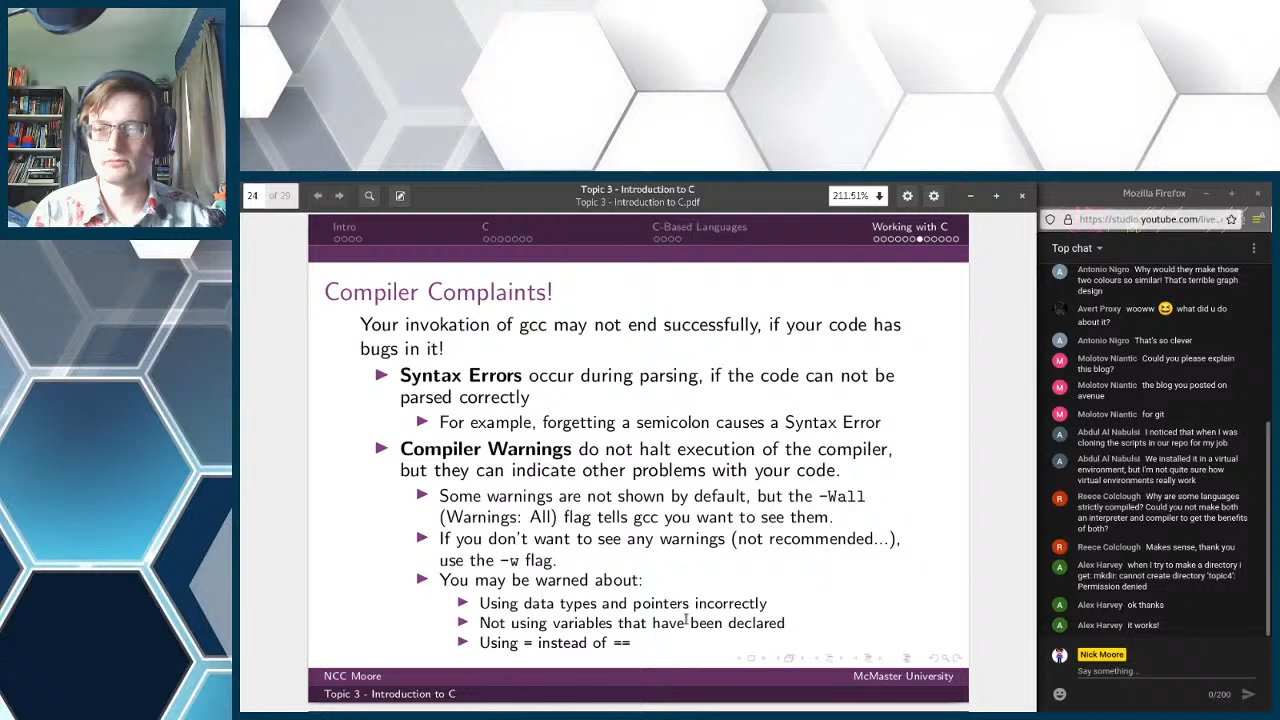 24 of 29
Topic 3 - Introduction to C
Topic 3 - Introduction to C.pdf
211.51%
Intro
C
C-Based Languages
Working with C
Compiler Complaints!
Your invokation of gcc may not end successfully, if your code has
bugs in it!
Syntax Errors occur during parsing, if the code can not be
parsed correctly
For example, forgetting a semicolon causes a Syntax Error
Compiler Warnings do not halt execution of the compiler,
but they can indicate other problems with your code.
Some warnings are not shown by default, but the -Wall
(Warnings: All) flag tells gcc you want to see them.
If you don't want to see any warnings (not recommended...),
use the -w flag.
You may be warned about:
Using data types and pointers incorrectly
Not using variables that have been declared
Using = instead of ==
NCC Moore
McMaster University
Topic 3 - Introduction to C
Mozilla Firefox
https://studio.youtube.com/live_
Top chat
Antonio Nigro Why would they make those
two colours so similar! That's terrible graph
design
Avert Proxy wooww 😆 what did u do
about it?
Antonio Nigro That's so clever
Molotov Niantic Could you please explain
this blog?
Molotov Niantic the blog you posted on
avenue
Molotov Niantic for git
Abdul Al Nabulsi I noticed that when I was
cloning the scripts in our repo for my job
Abdul Al Nabulsi We installed it in a virtual
environment, but I'm not quite sure how
virtual environments really work
Reece Colclough Why are some languages
strictly compiled? Could you not make both
an interpreter and compiler to get the benefits
of both?
Reece Colclough Makes sense, thank you
Alex Harvey when I try to make a directory i
get: mkdir: cannot create directory 'topic4':
Permission denied
Alex Harvey ok thanks
Alex Harvey it works!
Nick Moore
Say something...
0/200